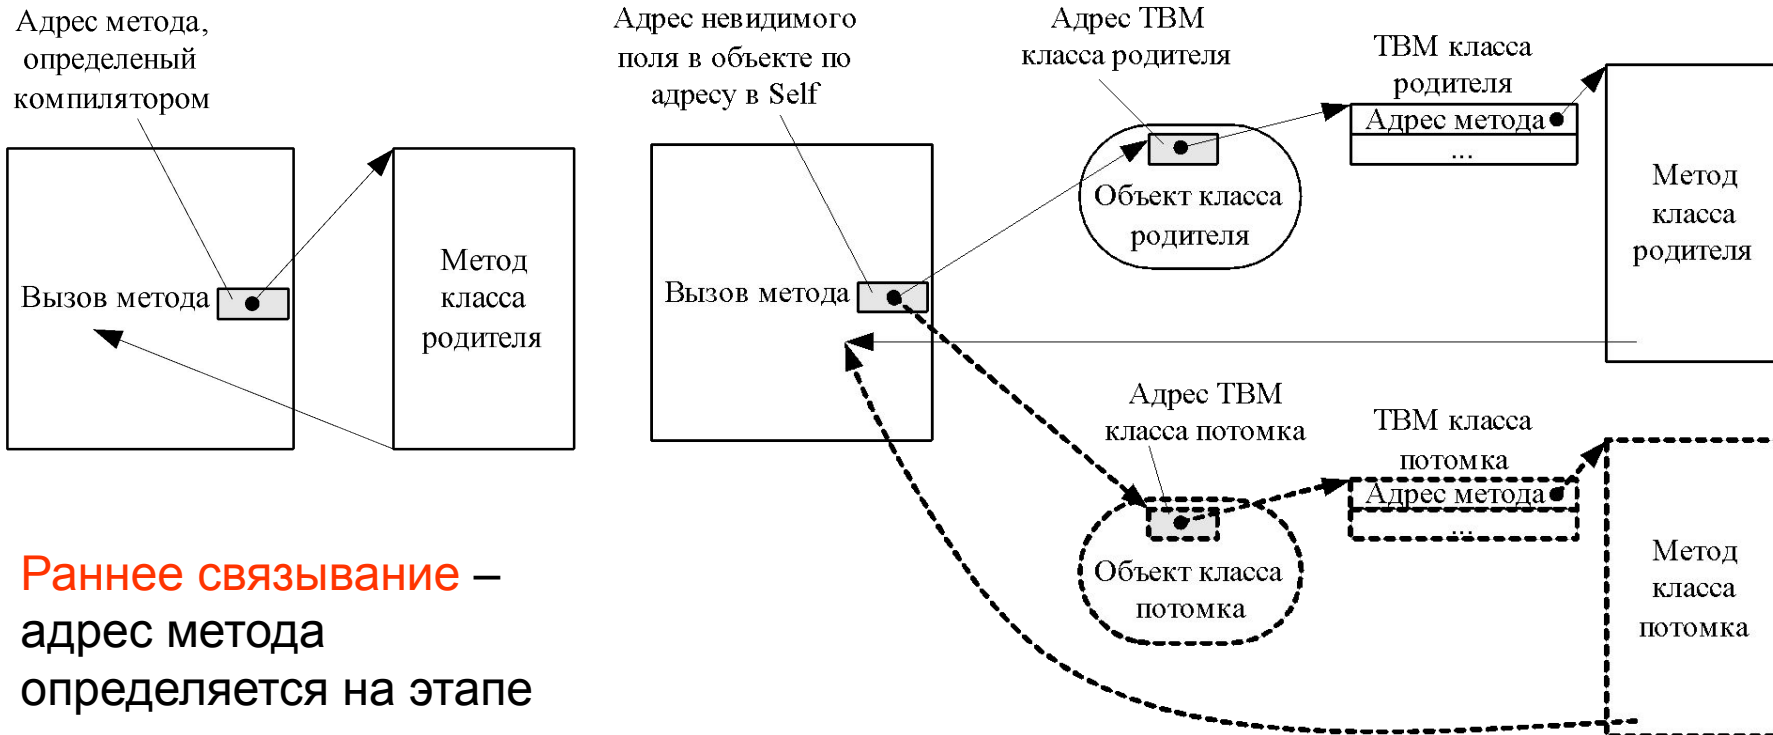 Адрес метода,
определеный
компилятором
Вызов метода
Метод
класса
родителя
Адрес невидимого
поля в объекте по
адресу в Self
Вызов метода
Адрес ТВМ
класса родителя
Объект класса
родителя
ТВМ класса
родителя
Адрес метода
...
Метод
класса
родителя
Адрес ТВМ
класса потомка
Объект класса
потомка
ТВМ класса
потомка
Адрес метода
...
Метод
класса
потомка
Раннее связывание –
адрес метода
определяется на этапе